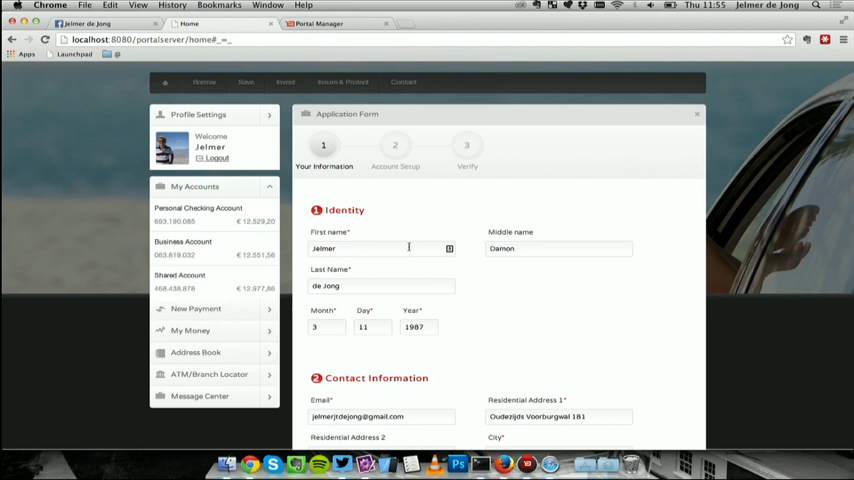 Chrome File Edit View History Bookmarks Window Help Thu 11:55 Jelmer de Jong
Jelmer de Jong Home Portal Manager
localhost:8080/portalserver/home#_=_
Apps Launchpad @
Borrow Save Invest Insure & Protect Contact
Profile Settings
Welcome
Jelmer
Logout
My Accounts
Personal Checking Account
693.190.085 € 12.529,20
Business Account
063.819.032 € 12.551,56
Shared Account
468.438.878 € 12.977,86
New Payment
My Money
Address Book
ATM/Branch Locator
Message Center
Application Form
1 2 3
Your Information Account Setup Verify
1 Identity
First name* Middle name
Jelmer Damon
Last Name*
de Jong
Month* Day* Year*
3 11 1987
2 Contact Information
Email* Residential Address 1*
jelmerjtdejong@gmail.com Oudezijds Voorburgwal 181
Residential Address 2 City*
Ps